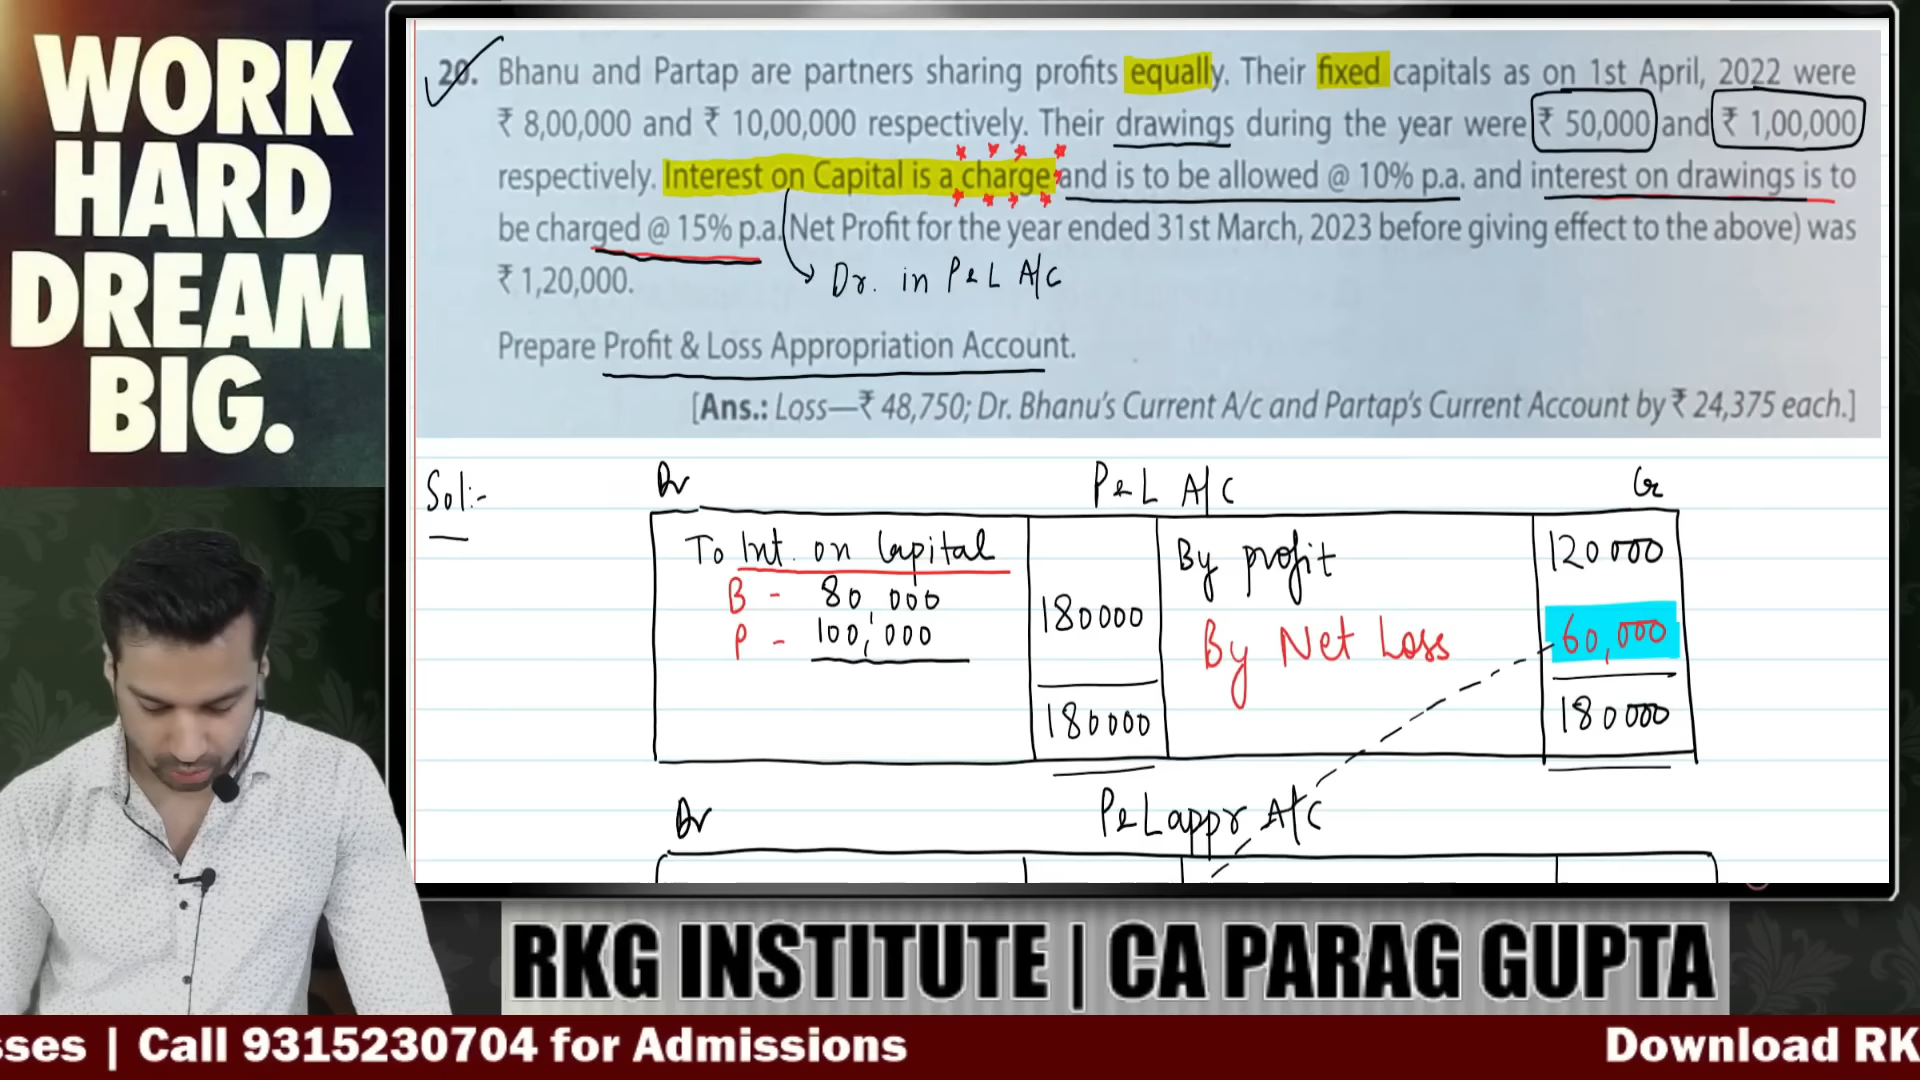 WORK
HARD
DREAM
BIG.
20. Bhanu and Partap are partners sharing profits equally. Their fixed capitals as on 1st April, 2022 were
₹ 8,00,000 and ₹ 10,00,000 respectively. Their drawings during the year were ₹ 50,000 and ₹ 1,00,000
respectively. Interest on Capital is a charge and is to be allowed @ 10% p.a. and interest on drawings is to
be charged @ 15% p.a. Net Profit for the year ended 31st March, 2023 before giving effect to the above) was
₹ 1,20,000.
Dr. in P & L A/C
Prepare Profit & Loss Appropriation Account.
[Ans.: Loss—₹ 48,750; Dr. Bhanu's Current A/c and Partap's Current Account by ₹ 24,375 each.]
Sol:-
Dr P & L A/C Cr
To Int. on Capital By profit 120000
B - 80,000
P - 100,000 180000 By Net Loss 60,000
180000 180000
Dr P & L appr A/C
RKG INSTITUTE | CA PARAG GUPTA
sses | Call 9315230704 for Admissions Download RK